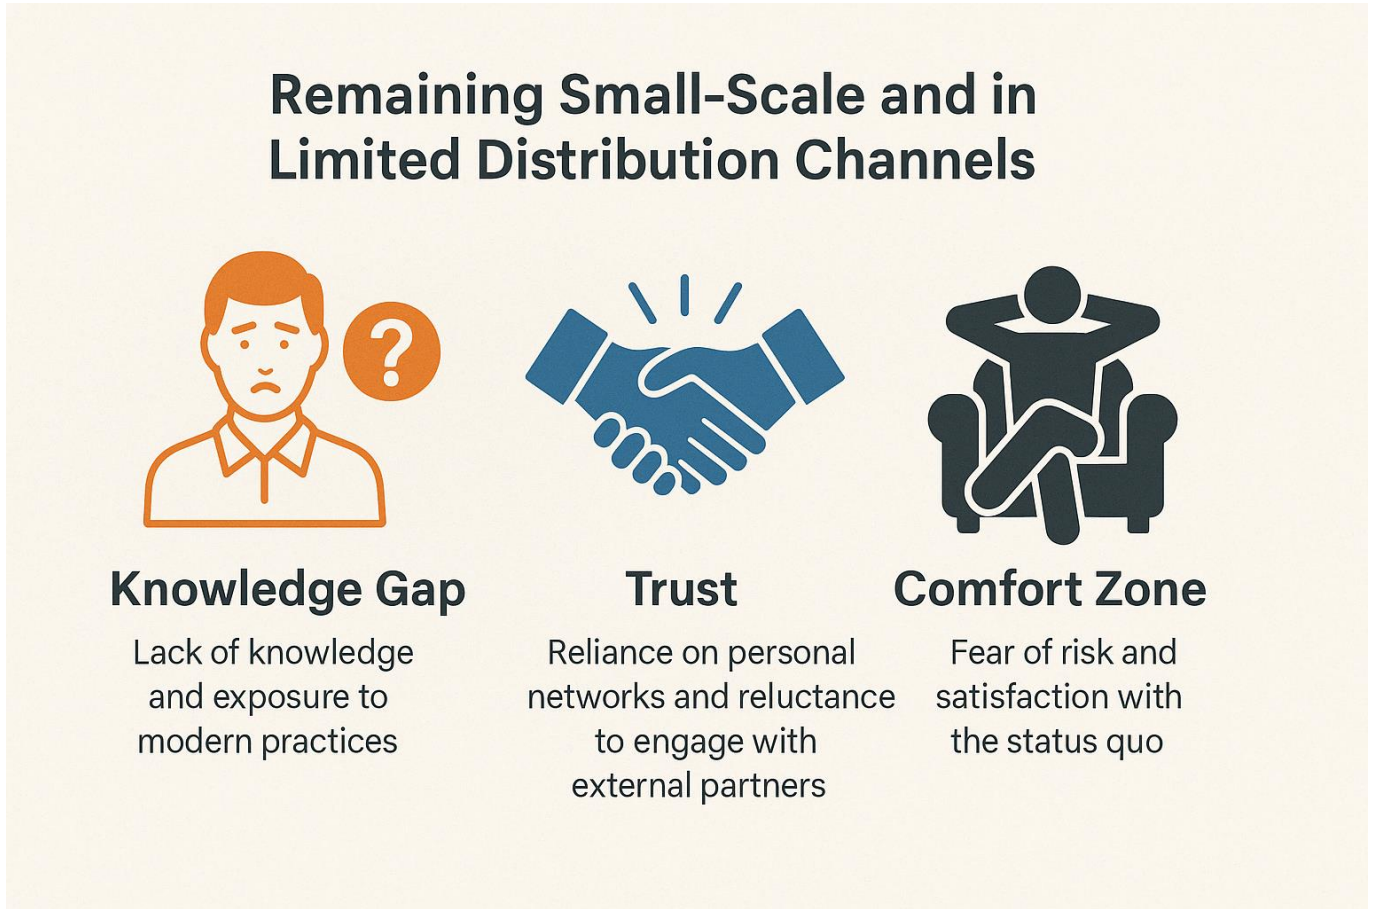 Remaining Small-Scale and in
Limited Distribution Channels
?
Knowledge Gap
Lack of knowledge
and exposure to
modern practices
Trust
Reliance on personal
networks and reluctance
to engage with
external partners
Comfort Zone
Fear of risk and
satisfaction with
the status quo